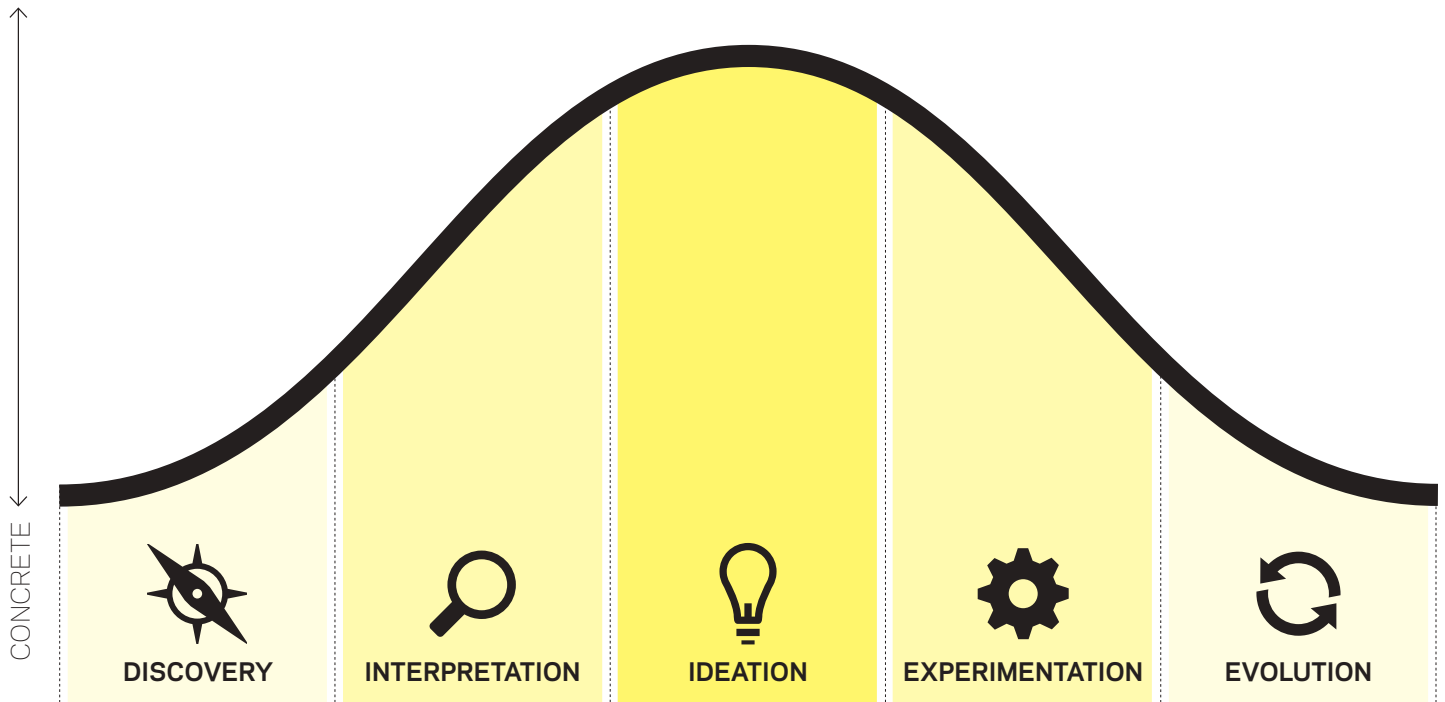 CONCRETE
DISCOVERY
INTERPRETATION
IDEATION
EXPERIMENTATION
EVOLUTION